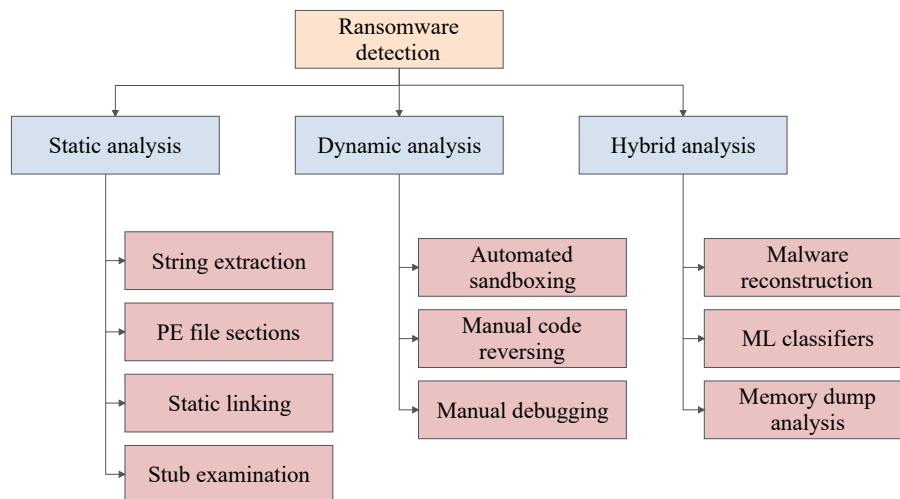 Ransomware
detection
Static analysis
Dynamic analysis
Hybrid analysis
String extraction
PE file sections
Static linking
Stub examination
Automated
sandboxing
Manual code
reversing
Manual debugging
Malware
reconstruction
ML classifiers
Memory dump
analysis